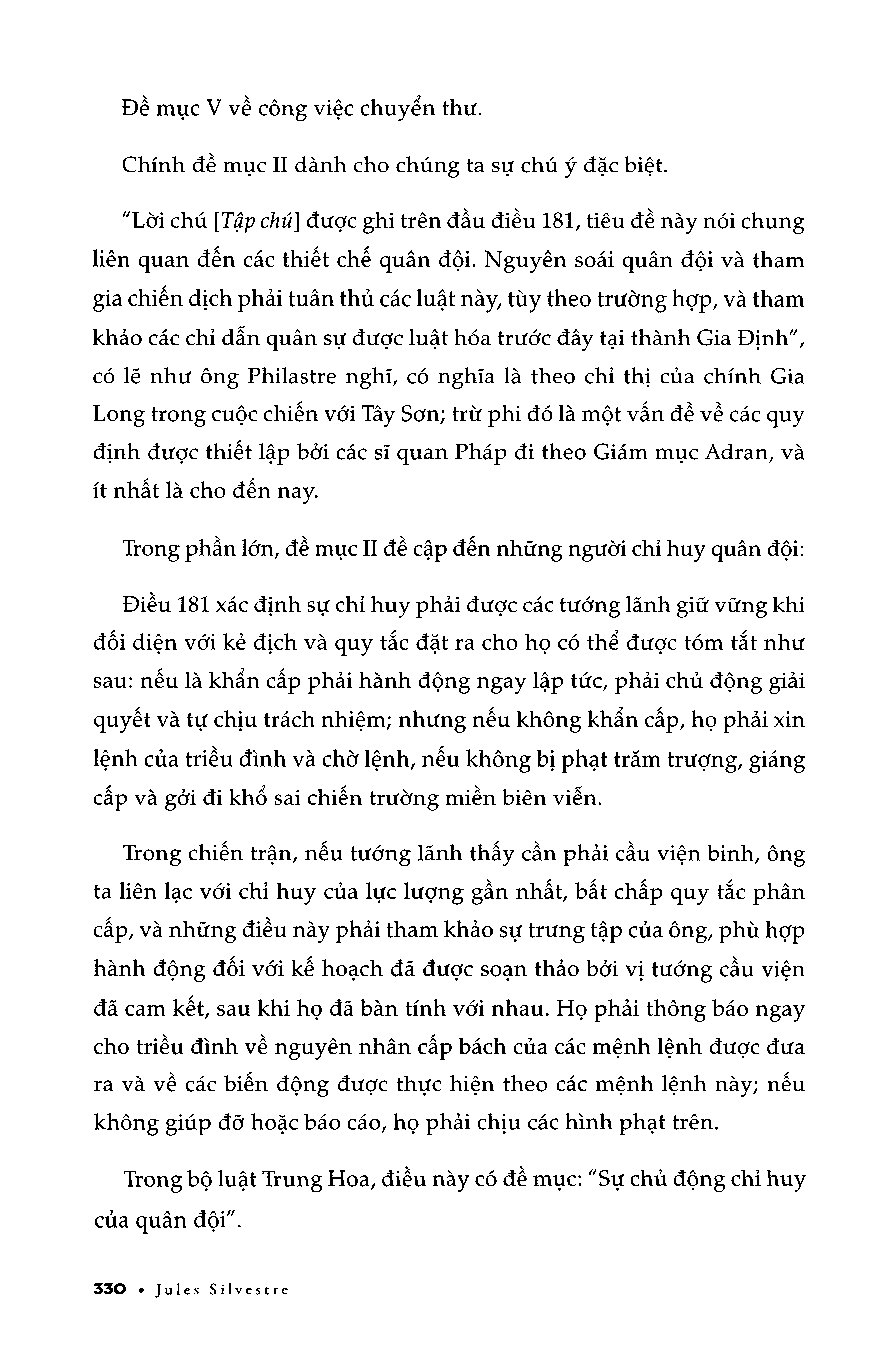 Đề mục V về công việc chuyển thư.
Chính đề mục II dành cho chúng ta sự chú ý đặc biệt.
“Lời chú [Tập chú] được ghi trên đầu điều 181, tiêu đề này nói chung
liên quan đến các thiết chế quân đội. Nguyên soái quân đội và tham
gia chiến dịch phải tuân thủ các luật này, tùy theo trường hợp, và tham
khảo các chỉ dẫn quân sự được luật hóa trước đây tại thành Gia Định”,
có lẽ như ông Philastre nghĩ, có nghĩa là theo chỉ thị của chính Gia
Long trong cuộc chiến với Tây Sơn; trừ phi đó là một vấn đề về các quy
định được thiết lập bởi các sĩ quan Pháp đi theo Giám mục Adran, và
ít nhất là cho đến nay.
Trong phần lớn, đề mục II đề cập đến những người chỉ huy quân đội:
Điều 181 xác định sự chỉ huy phải được các tướng lãnh giữ vững khi
đối diện với kẻ địch và quy tắc đặt ra cho họ có thể được tóm tắt như
sau: nếu là khẩn cấp phải hành động ngay lập tức, phải chủ động giải
quyết và tự chịu trách nhiệm; nhưng nếu không khẩn cấp, họ phải xin
lệnh của triều đình và chờ lệnh, nếu không bị phạt trăm trượng, giáng
cấp và gởi đi khổ sai chiến trường miền biên viễn.
Trong chiến trận, nếu tướng lãnh thấy cần phải cầu viện binh, ông
ta liên lạc với chỉ huy của lực lượng gần nhất, bất chấp quy tắc phân
cấp, và những điều này phải tham khảo sự trưng tập của ông, phù hợp
hành động đối với kế hoạch đã được soạn thảo bởi vị tướng cầu viện
đã cam kết, sau khi họ đã bàn tính với nhau. Họ phải thông báo ngay
cho triều đình về nguyên nhân cấp bách của các mệnh lệnh được đưa
ra và về các biến động được thực hiện theo các mệnh lệnh này; nếu
không giúp đỡ hoặc báo cáo, họ phải chịu các hình phạt trên.
Trong bộ luật Trung Hoa, điều này có đề mục: “Sự chủ động chỉ huy
của quân đội”.
330 • Jules Silvestre